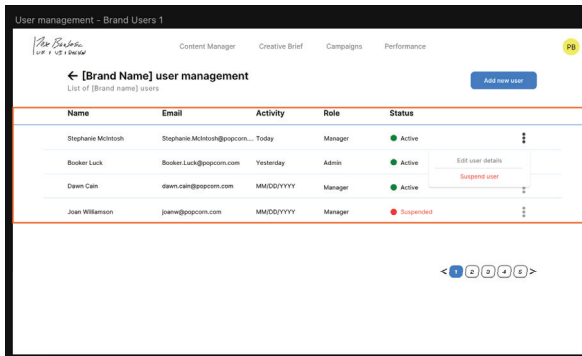 User management - Brand Users 1
UX | UI | DESIGN
Content Manager Creative Brief Campaigns Performance PB
← [Brand Name] user management
List of [Brand name] users
Add new user
Name Email Activity Role Status
Stephanie McIntosh Stephanie.McIntosh@popcorn.... Today Manager Active
Booker Luck Booker.Luck@popcorn.com Yesterday Admin Active
Edit user details
Suspend user
Dawn Cain dawn.cain@popcorn.com MM/DD/YYYY Manager Active
Joan Williamson joanw@popcorn.com MM/DD/YYYY Manager Suspended
< 1 2 3 4 5 >